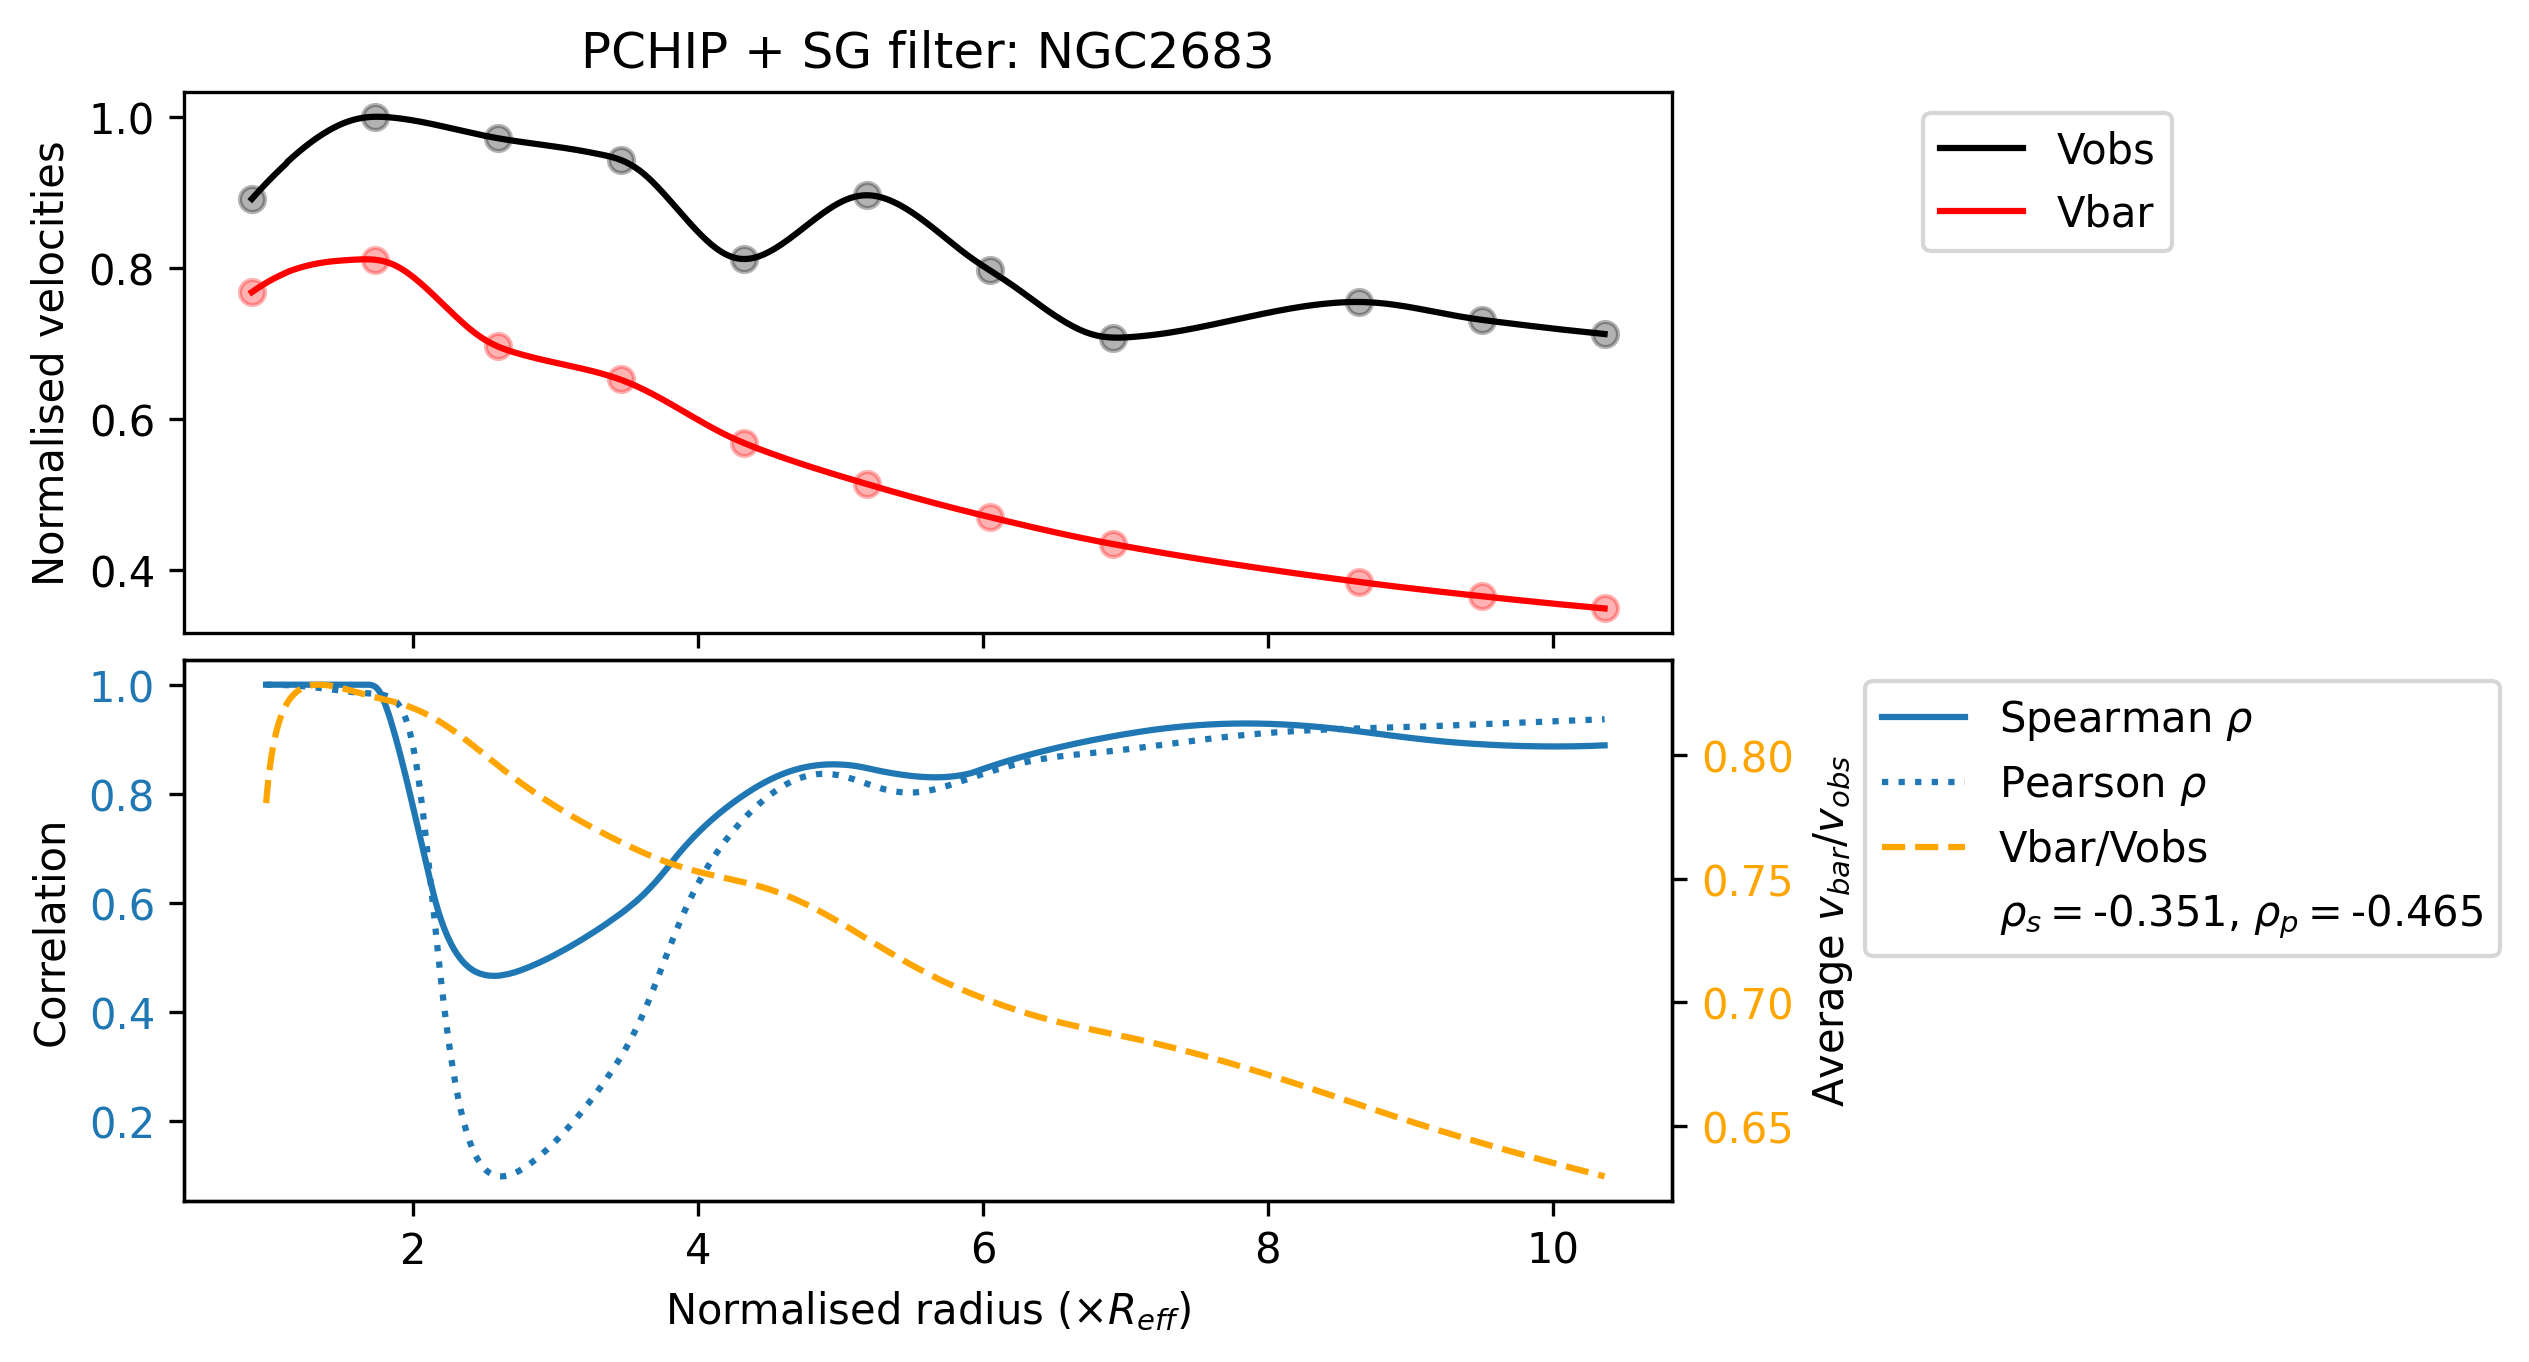 PCHIP + SG filter: NGC2683
Normalised velocities
1.0
0.8
0.6
0.4
Vobs
Vbar
Correlation
1.0
0.8
0.6
0.4
0.2
0.80
0.75
0.70
0.65
Average v_bar/v_obs
Spearman ρ
Pearson ρ
Vbar/Vobs
ρ_s = -0.351, ρ_p = -0.465
2 4 6 8 10
Normalised radius (×R_eff)